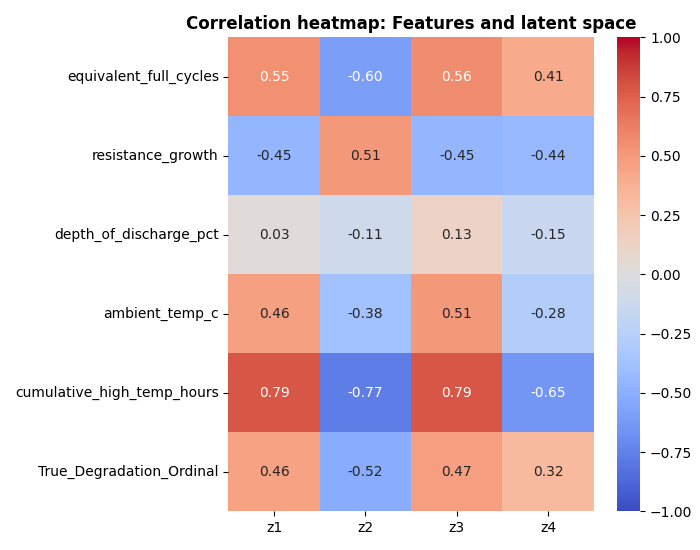 Correlation heatmap: Features and latent space
equivalent_full_cycles 0.55 -0.60 0.56 0.41
resistance_growth -0.45 0.51 -0.45 -0.44
depth_of_discharge_pct 0.03 -0.11 0.13 -0.15
ambient_temp_c 0.46 -0.38 0.51 -0.28
cumulative_high_temp_hours 0.79 -0.77 0.79 -0.65
True_Degradation_Ordinal 0.46 -0.52 0.47 0.32
z1 z2 z3 z4
1.00
0.75
0.50
0.25
0.00
−0.25
−0.50
−0.75
−1.00